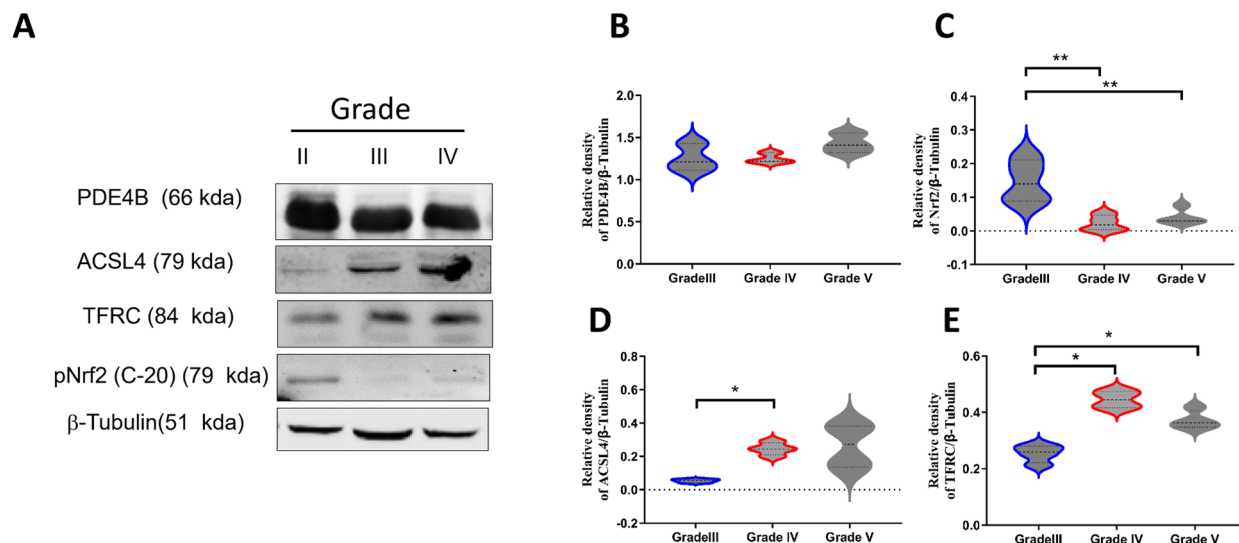 A
Grade
II III IV
PDE4B (66 kda)
ACSL4 (79 kda)
TFRC (84 kda)
pNrf2 (C-20) (79 kda)
β-Tubulin(51 kda)
B
Relative density
of PDE4B/β-Tubulin
2.0
1.5
1.0
0.5
0.0
GradeIII Grade IV Grade V
C
**
**
Relative density
of Nrf2/β-Tubulin
0.4
0.3
0.2
0.1
0.0
-0.1
GradeIII Grade IV Grade V
D
*
Relative density
of ACSL4/β-Tubulin
0.8
0.6
0.4
0.2
0.0
-0.2
GradeIII Grade IV Grade V
E
*
*
Relative density
of TFRC/β-Tubulin
0.6
0.4
0.2
0.0
GradeIII Grade IV Grade V